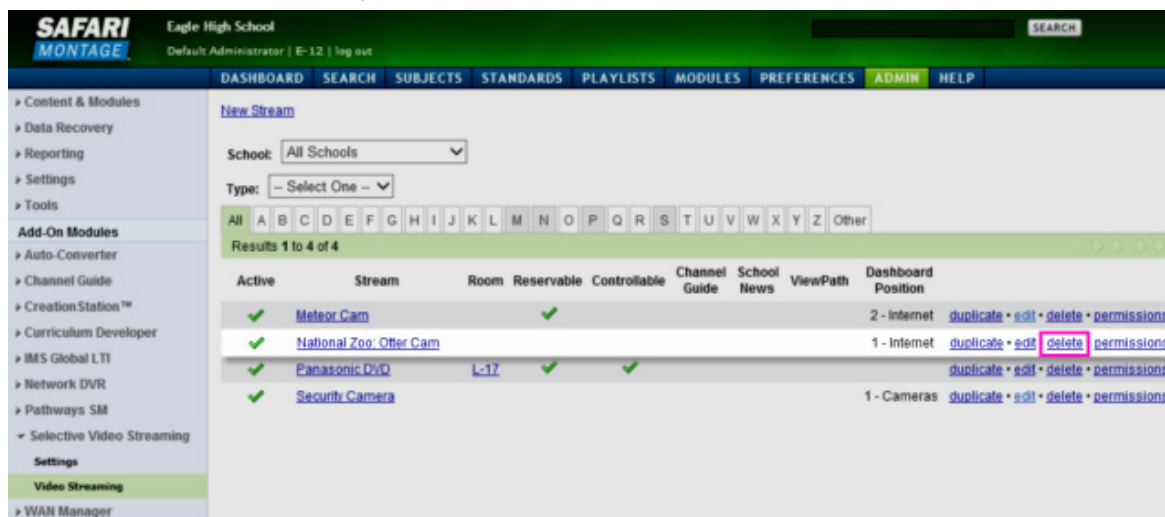 SAFARI Eagle High School SEARCH
MONTAGE Default Administrator | E-12 | log out
DASHBOARD SEARCH SUBJECTS STANDARDS PLAYLISTS MODULES PREFERENCES ADMIN HELP
Content & Modules
Data Recovery
Reporting
Settings
Tools
Add-On Modules
Auto-Converter
Channel Guide
CreationStation™
Curriculum Developer
IMS Global LTI
Network DVR
Pathways SM
Selective Video Streaming
Settings
Video Streaming
WAN Manager
New Stream
School: All Schools
Type: -- Select One --
All A B C D E F G H I J K L M N O P Q R S T U V W X Y Z Other
Results 1 to 4 of 4
Active Stream Room Reservable Controllable Channel Guide School News ViewPath Dashboard Position
Meteor Cam 2 - Internet duplicate • edit • delete • permissions
National Zoo: Otter Cam 1 - Internet duplicate • edit delete permissions
Panasonic DVD L-17 duplicate • edit • delete • permissions
Security Camera 1 - Cameras duplicate • edit • delete • permissions